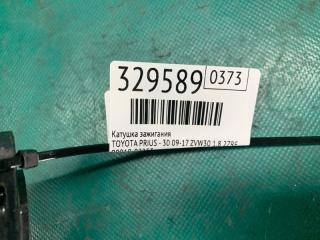 329589 0373
Катушка зажигания
TOYOTA PRIUS - 30 09-17 ZVW30 1.8 2ZR-